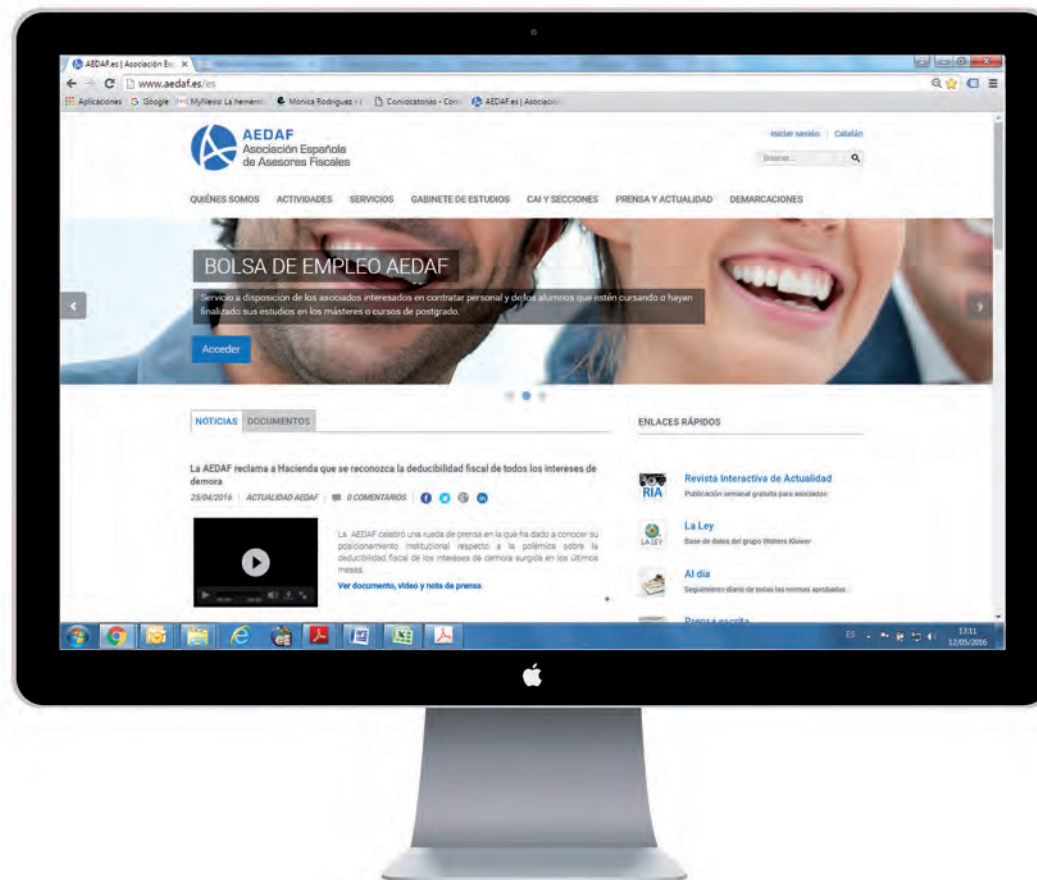 AEDAF.es | Asociación Es
www.aedaf.es/es
Aplicaciones Google MyNews: La hemero Monica Rodriguez Convocatorias - Con AEDAF.es | Asociación
AEDAF
Asociación Española
de Asesores Fiscales
Iniciar sesión | Catalán
Buscar...
QUIÉNES SOMOS ACTIVIDADES SERVICIOS GABINETE DE ESTUDIOS CAI Y SECCIONES PRENSA Y ACTUALIDAD DEMARCACIONES
BOLSA DE EMPLEO AEDAF
Servicio a disposición de los asociados interesados en contratar personal y de los alumnos que estén cursando o hayan
finalizado sus estudios en los másteres o cursos de postgrado.
Acceder
NOTICIAS DOCUMENTOS
La AEDAF reclama a Hacienda que se reconozca la deducibilidad fiscal de todos los intereses de
demora
25/04/2016 | ACTUALIDAD AEDAF | 0 COMENTARIOS
La AEDAF celebró una rueda de prensa en la que ha dado a conocer su
posicionamiento institucional respecto a la polémica sobre la
deducibilidad fiscal de los intereses de demora surgida en los últimos
meses
Ver documento, vídeo y nota de prensa
ENLACES RÁPIDOS
RIA
Revista Interactiva de Actualidad
Publicación semanal gratuita para asociados
LA LEY
La Ley
Base de datos del grupo Wolters Kluwer
Al día
Seguimiento diario de todas las normas aprobadas
Prensa escrita
ES
17:11
12/05/2016